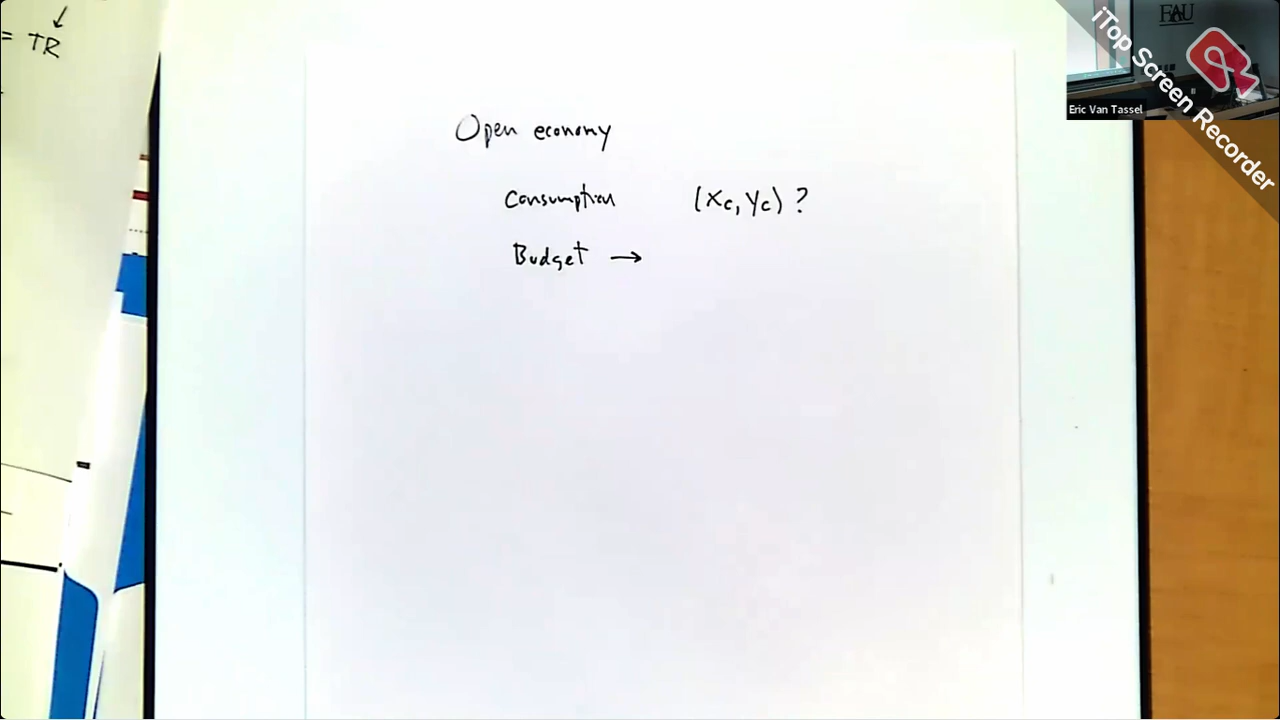 = TR
FAU
iTop Screen Recorder
Eric Van Tassel
Open economy
Consumption (Xc, Yc) ?
Budget →